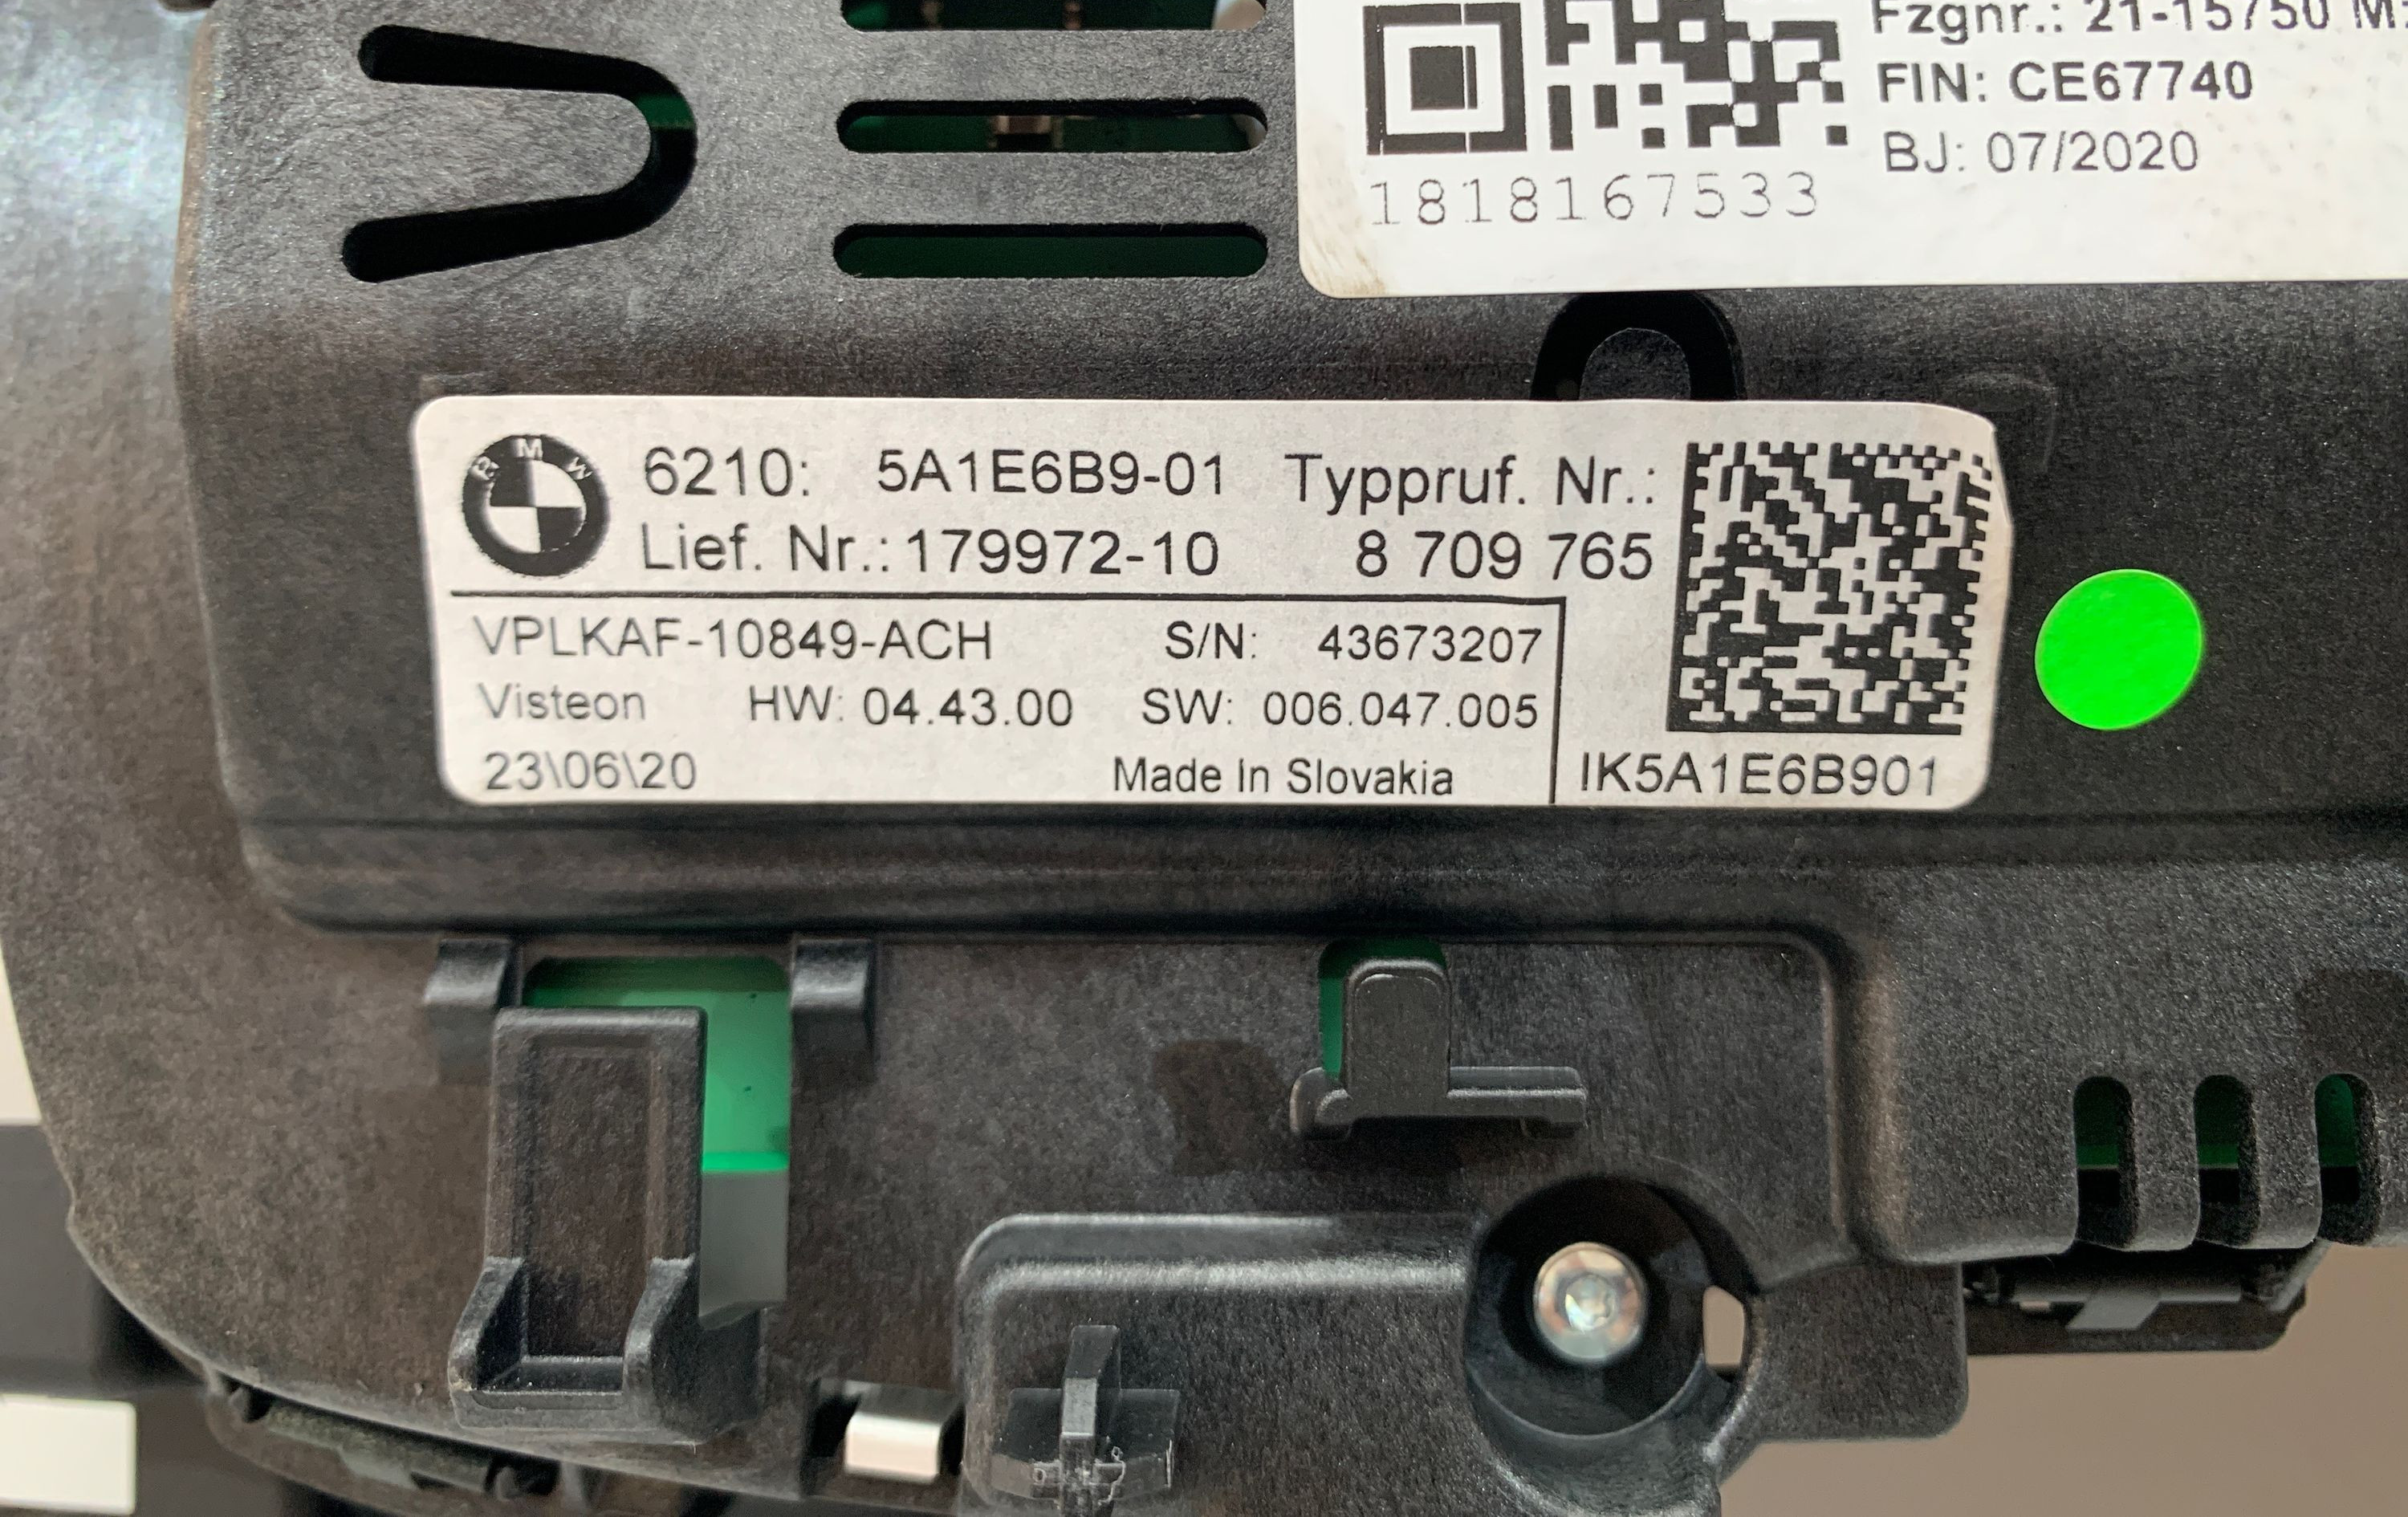 Fzgnr.: 21-15750
FIN: CE67740
BJ: 07/2020
1818167533
BMW
6210: 5A1E6B9-01 Typpruf. Nr.:
Lief. Nr.: 179972-10 8 709 765
VPLKAF-10849-ACH S/N: 43673207
Visteon HW: 04.43.00 SW: 006.047.005
23\06\20 Made In Slovakia IK5A1E6B901